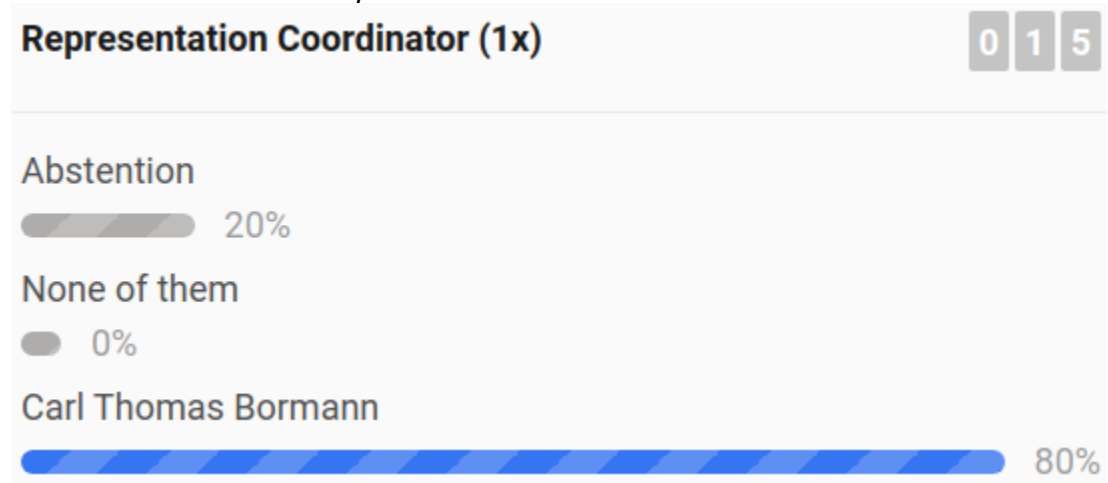 Representation Coordinator (1x) 0 1 5
Abstention
20%
None of them
0%
Carl Thomas Bormann
80%